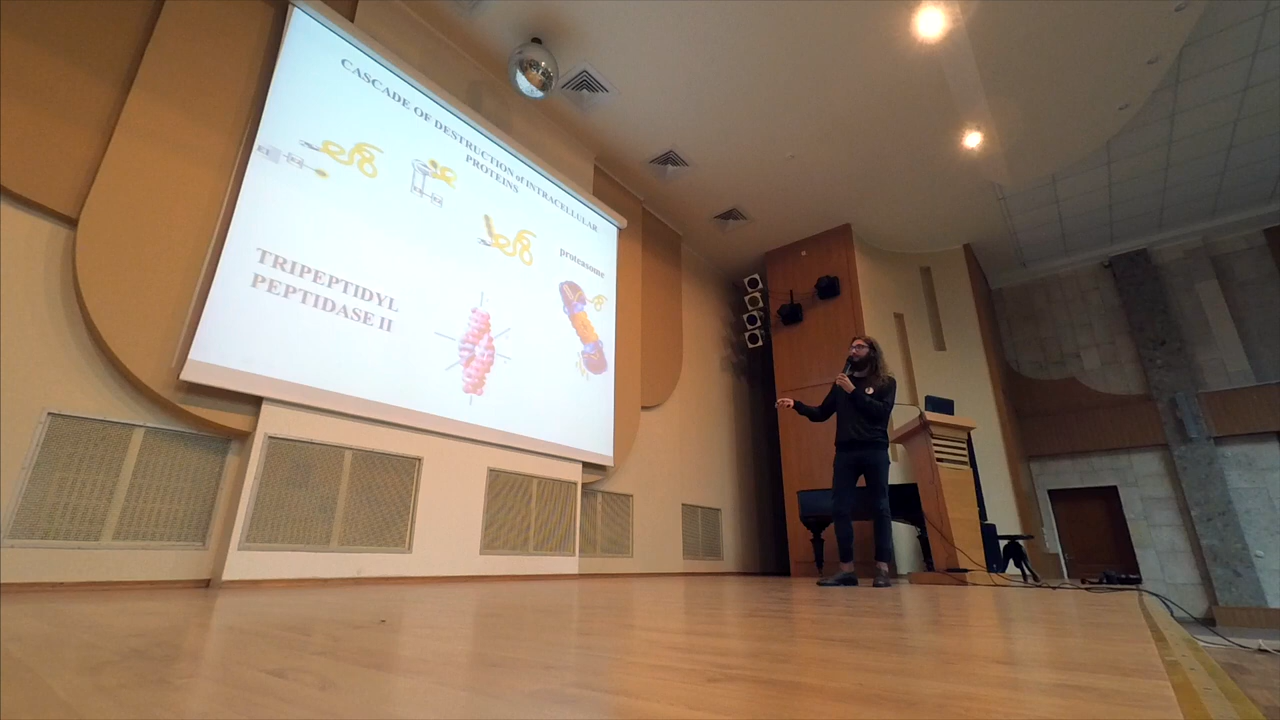 CASCADE OF DESTRUCTION of INTRACELLULAR
PROTEINS
proteasome
TRIPEPTIDYL
PEPTIDASE II